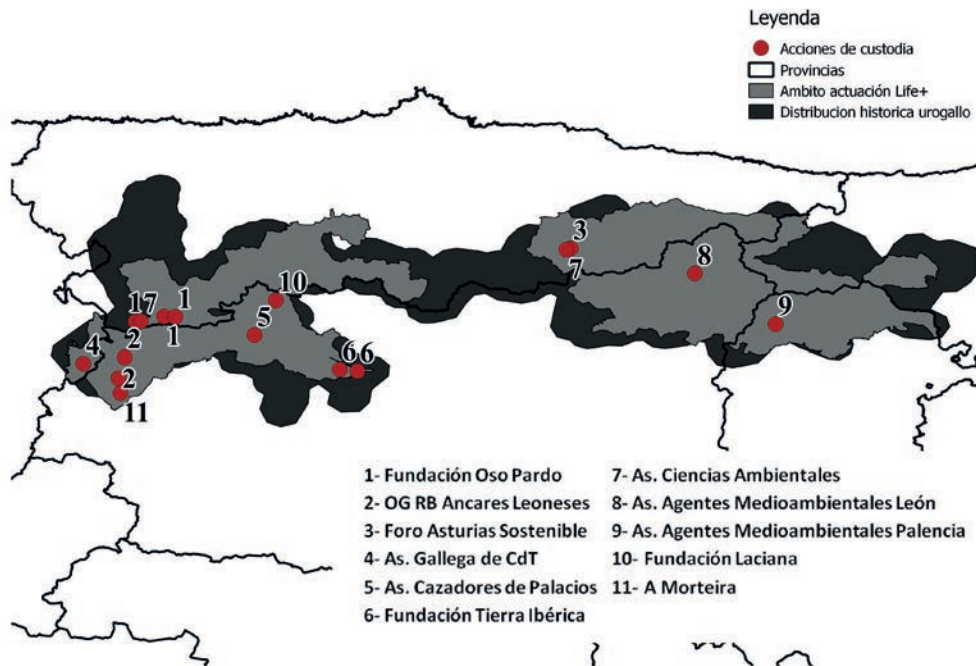 Leyenda
Acciones de custodia
Provincias
Ambito actuación Life+
Distribucion historica urogallo
3
7
8
10
17
1
1
5
9
4
2
6
6
2
11
1- Fundación Oso Pardo
2- OG RB Ancares Leoneses
3- Foro Asturias Sostenible
4- As. Gallega de CdT
5- As. Cazadores de Palacios
6- Fundación Tierra Ibérica
7- As. Ciencias Ambientales
8- As. Agentes Medioambientales León
9- As. Agentes Medioambientales Palencia
10- Fundación Laciana
11- A Morteira